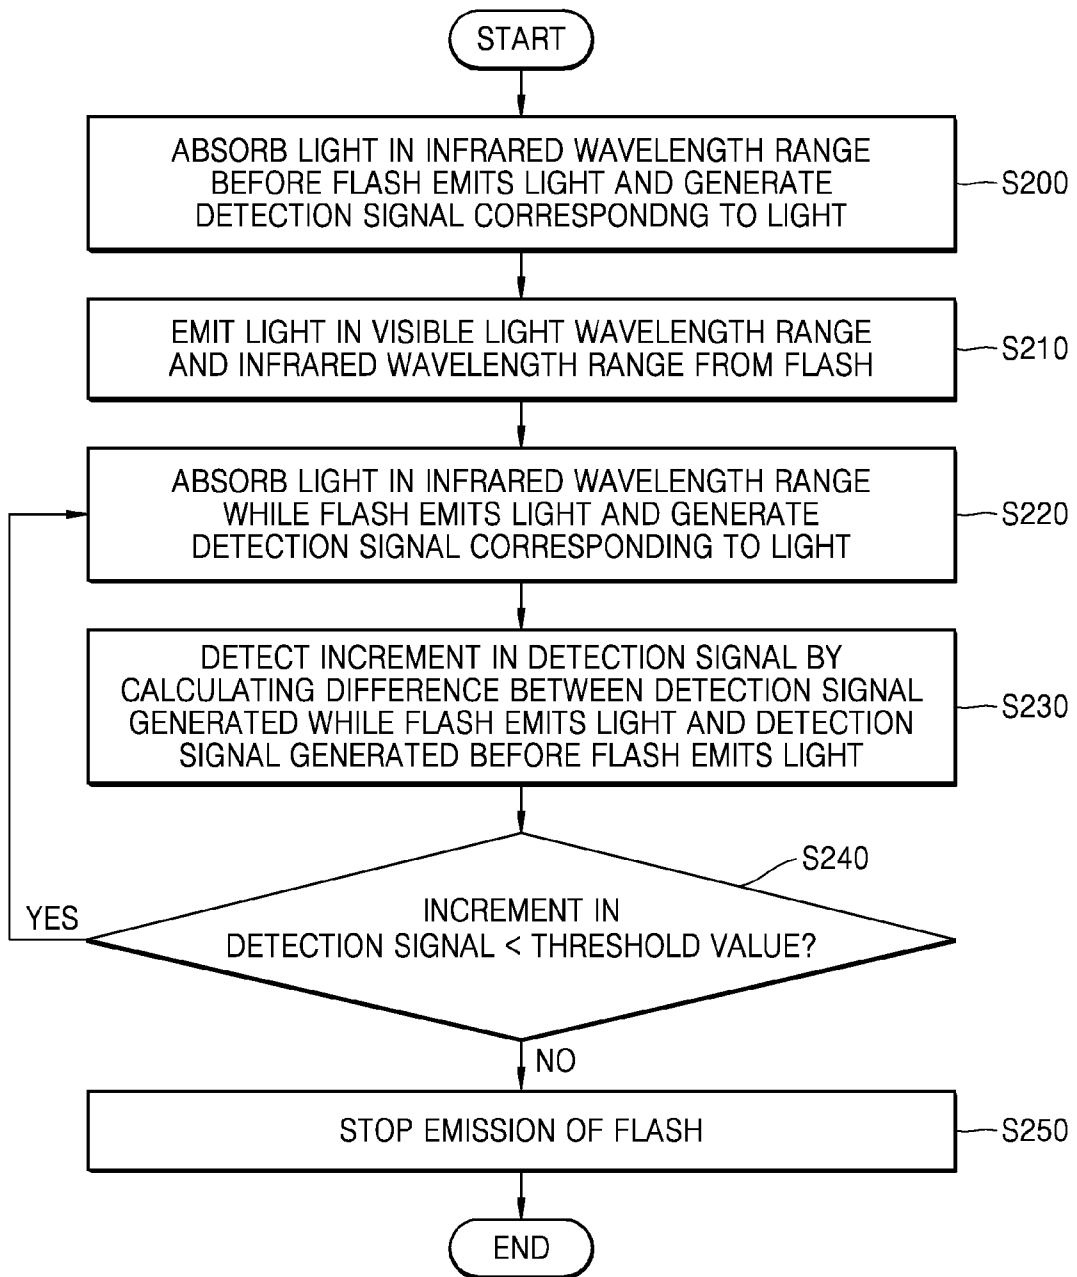 START
ABSORB LIGHT IN INFRARED WAVELENGTH RANGE
BEFORE FLASH EMITS LIGHT AND GENERATE
DETECTION SIGNAL CORRESPONDNG TO LIGHT
S200
EMIT LIGHT IN VISIBLE LIGHT WAVELENGTH RANGE
AND INFRARED WAVELENGTH RANGE FROM FLASH
S210
ABSORB LIGHT IN INFRARED WAVELENGTH RANGE
WHILE FLASH EMITS LIGHT AND GENERATE
DETECTION SIGNAL CORRESPONDING TO LIGHT
S220
DETECT INCREMENT IN DETECTION SIGNAL BY
CALCULATING DIFFERENCE BETWEEN DETECTION SIGNAL
GENERATED WHILE FLASH EMITS LIGHT AND DETECTION
SIGNAL GENERATED BEFORE FLASH EMITS LIGHT
S230
S240
YES
INCREMENT IN
DETECTION SIGNAL < THRESHOLD VALUE?
NO
STOP EMISSION OF FLASH
S250
END